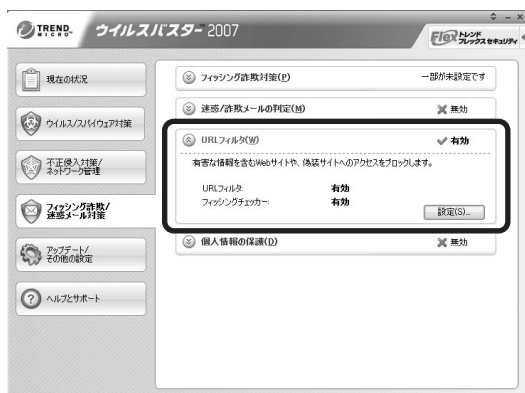 TREND MICRO ウイルスバスター™ 2007
Flex トレンド フレックス セキュリティ
現在の状況
ウイルス/スパイウェア対策
不正侵入対策/
ネットワーク管理
フィッシング詐欺/
迷惑メール対策
アップデート/
その他の設定
ヘルプとサポート
フィッシング詐欺対策(P) 一部が未設定です
迷惑/詐欺メールの判定(M) 無効
URLフィルタ(W) 有効
有害な情報を含むWebサイトや、偽装サイトへのアクセスをブロックします。
URLフィルタ: 有効
フィッシングチェッカー: 有効
設定(S)...
個人情報の保護(D) 無効